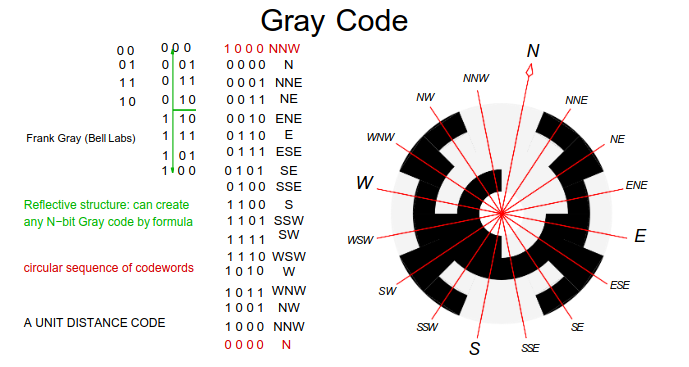 Gray Code
0 0
0 1
1 1
1 0
0 0 0
0 0 1
0 1 1
0 1 0
1 1 0
1 1 1
1 0 1
1 0 0
Frank Gray (Bell Labs)
Reflective structure: can create
any N−bit Gray code by formula
circular sequence of codewords
A UNIT DISTANCE CODE
1 0 0 0 NNW
0 0 0 0 N
0 0 0 1 NNE
0 0 1 1 NE
0 0 1 0 ENE
0 1 1 0 E
0 1 1 1 ESE
0 1 0 1 SE
0 1 0 0 SSE
1 1 0 0 S
1 1 0 1 SSW
1 1 1 1 SW
1 1 1 0 WSW
1 0 1 0 W
1 0 1 1 WNW
1 0 0 1 NW
1 0 0 0 NNW
0 0 0 0 N
N
NNE
NE
ENE
E
ESE
SE
SSE
S
SSW
SW
WSW
W
WNW
NW
NNW